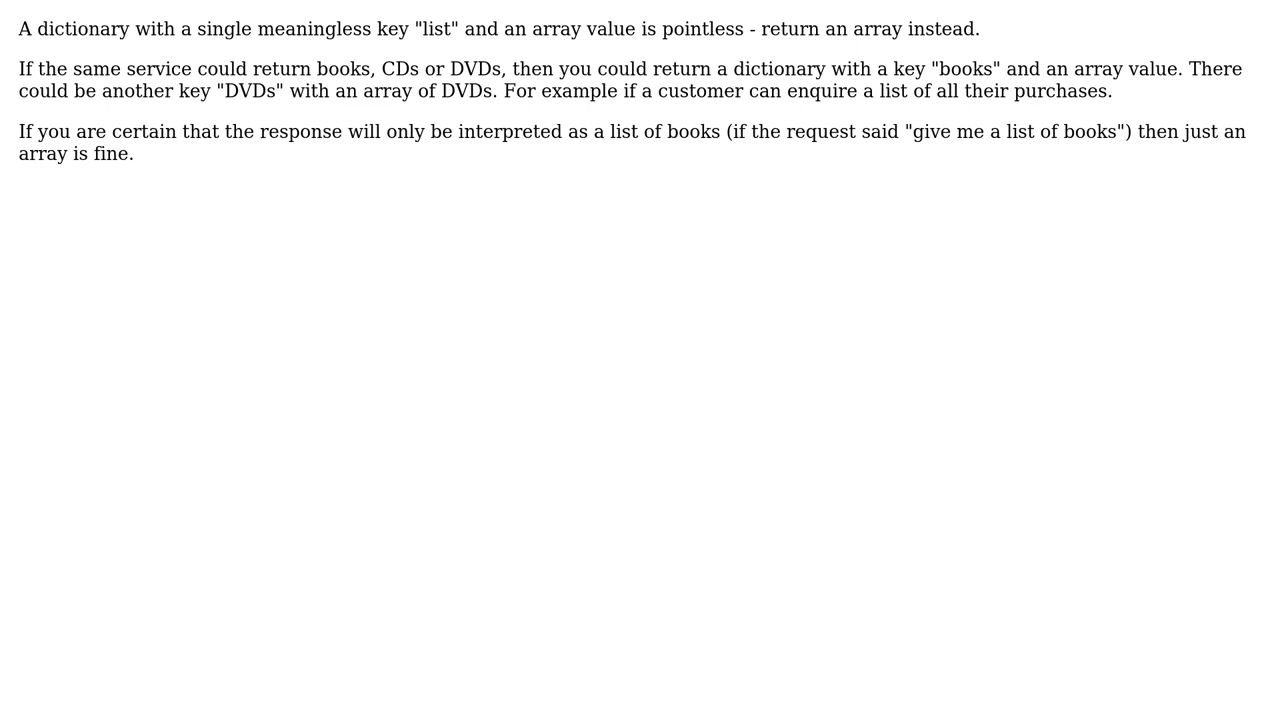 A dictionary with a single meaningless key "list" and an array value is pointless - return an array instead.
If the same service could return books, CDs or DVDs, then you could return a dictionary with a key "books" and an array value. There
could be another key "DVDs" with an array of DVDs. For example if a customer can enquire a list of all their purchases.
If you are certain that the response will only be interpreted as a list of books (if the request said "give me a list of books") then just an
array is fine.